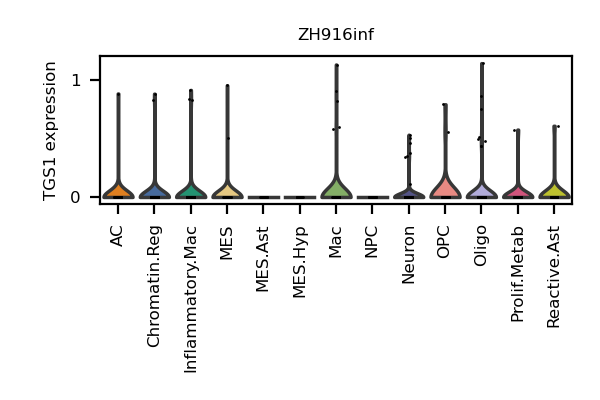 ZH916inf
TGS1 expression
1
0
AC
Chromatin.Reg
Inflammatory.Mac
MES
MES.Ast
MES.Hyp
Mac
NPC
Neuron
OPC
Oligo
Prolif.Metab
Reactive.Ast